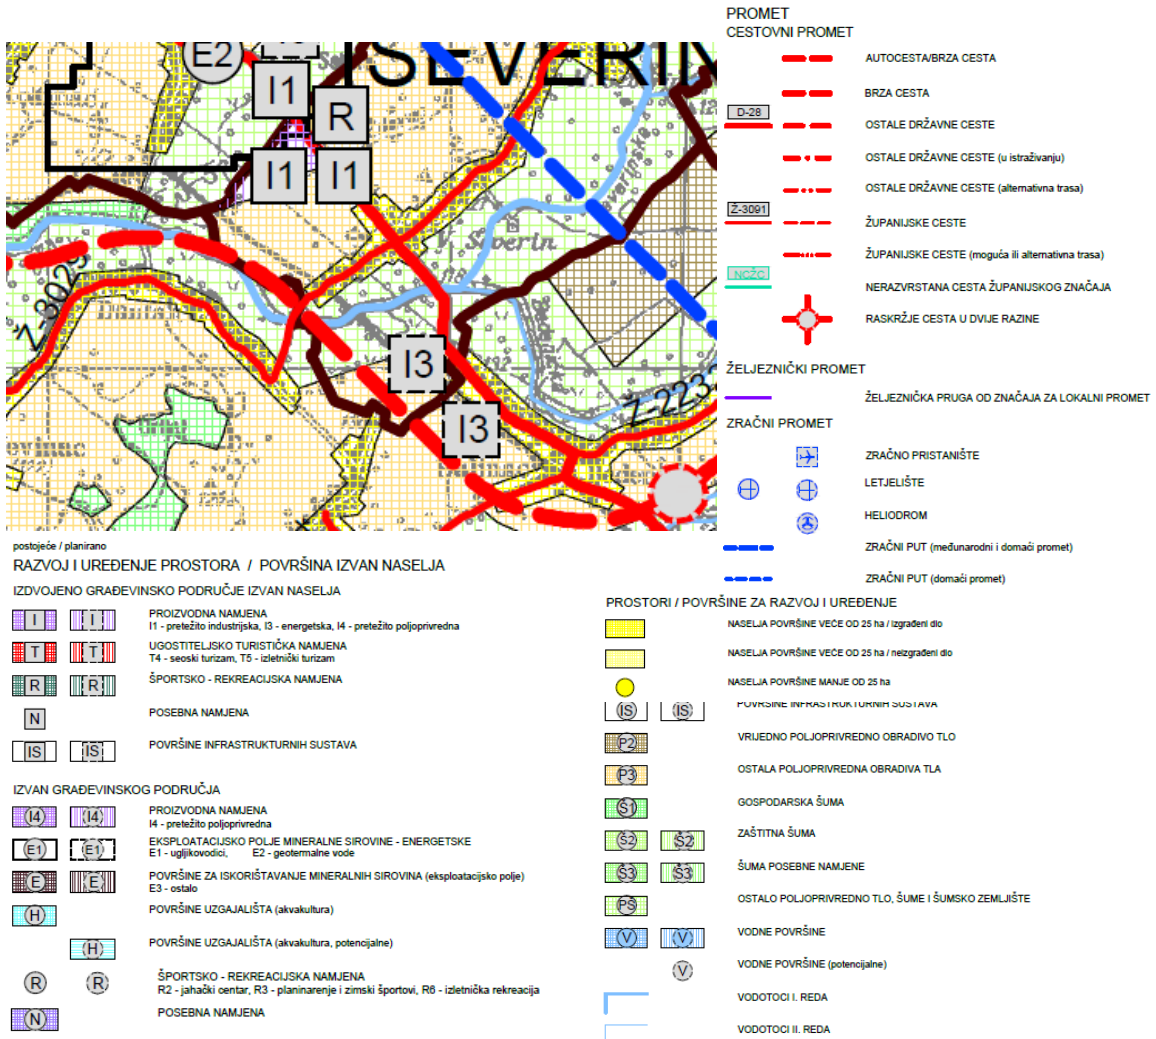 E2
SEVERIN
I1
R
I1
I1
V. Severin
Ž-3029
I3
I3
Ž-223
PROMET
CESTOVNI PROMET
AUTOCESTA/BRZA CESTA
BRZA CESTA
D-28
OSTALE DRŽAVNE CESTE
OSTALE DRŽAVNE CESTE (u istraživanju)
OSTALE DRŽAVNE CESTE (alternativna trasa)
Ž-3091
ŽUPANIJSKE CESTE
ŽUPANIJSKE CESTE (moguća ili alternativna trasa)
NCŽC
NERAZVRSTANA CESTA ŽUPANIJSKOG ZNAČAJA
RASKRŽJE CESTA U DVIJE RAZINE
ŽELJEZNIČKI PROMET
ŽELJEZNIČKA PRUGA OD ZNAČAJA ZA LOKALNI PROMET
ZRAČNI PROMET
ZRAČNO PRISTANIŠTE
LETJELIŠTE
HELIODROM
ZRAČNI PUT (međunarodni i domaći promet)
ZRAČNI PUT (domaći promet)
postojeće / planirano
RAZVOJ I UREĐENJE PROSTORA / POVRŠINA IZVAN NASELJA
IZDVOJENO GRAĐEVINSKO PODRUČJE IZVAN NASELJA
I I PROIZVODNA NAMJENA
I1 - pretežito industrijska, I3 - energetska, I4 - pretežito poljoprivredna
T T UGOSTITELJSKO TURISTIČKA NAMJENA
T4 - seoski turizam, T5 - izletnički turizam
R R ŠPORTSKO - REKREACIJSKA NAMJENA
N POSEBNA NAMJENA
IS IS POVRŠINE INFRASTRUKTURNIH SUSTAVA
IZVAN GRAĐEVINSKOG PODRUČJA
I4 I4 PROIZVODNA NAMJENA
I4 - pretežito poljoprivredna
E1 E1 EKSPLOATACIJSKO POLJE MINERALNE SIROVINE - ENERGETSKE
E1 - ugljikovodici, E2 - geotermalne vode
E E POVRŠINE ZA ISKORIŠTAVANJE MINERALNIH SIROVINA (eksploatacijsko polje)
E3 - ostalo
H POVRŠINE UZGAJALIŠTA (akvakultura)
H POVRŠINE UZGAJALIŠTA (akvakultura, potencijalne)
R R ŠPORTSKO - REKREACIJSKA NAMJENA
R2 - jahački centar, R3 - planinarenje i zimski športovi, R6 - izletnička rekreacija
N POSEBNA NAMJENA
PROSTORI / POVRŠINE ZA RAZVOJ I UREĐENJE
NASELJA POVRŠINE VEĆE OD 25 ha / izgrađeni dio
NASELJA POVRŠINE VEĆE OD 25 ha / neizgrađeni dio
NASELJA POVRŠINE MANJE OD 25 ha
IS IS POVRŠINE INFRASTRUKTURNIH SUSTAVA
P2 VRIJEDNO POLJOPRIVREDNO OBRADIVO TLO
P3 OSTALA POLJOPRIVREDNA OBRADIVA TLA
Š1 GOSPODARSKA ŠUMA
Š2 Š2 ZAŠTITNA ŠUMA
Š3 Š3 ŠUMA POSEBNE NAMJENE
PŠ OSTALO POLJOPRIVREDNO TLO, ŠUME I ŠUMSKO ZEMLJIŠTE
V V VODNE POVRŠINE
V VODNE POVRŠINE (potencijalne)
VODOTOCI I. REDA
VODOTOCI II. REDA